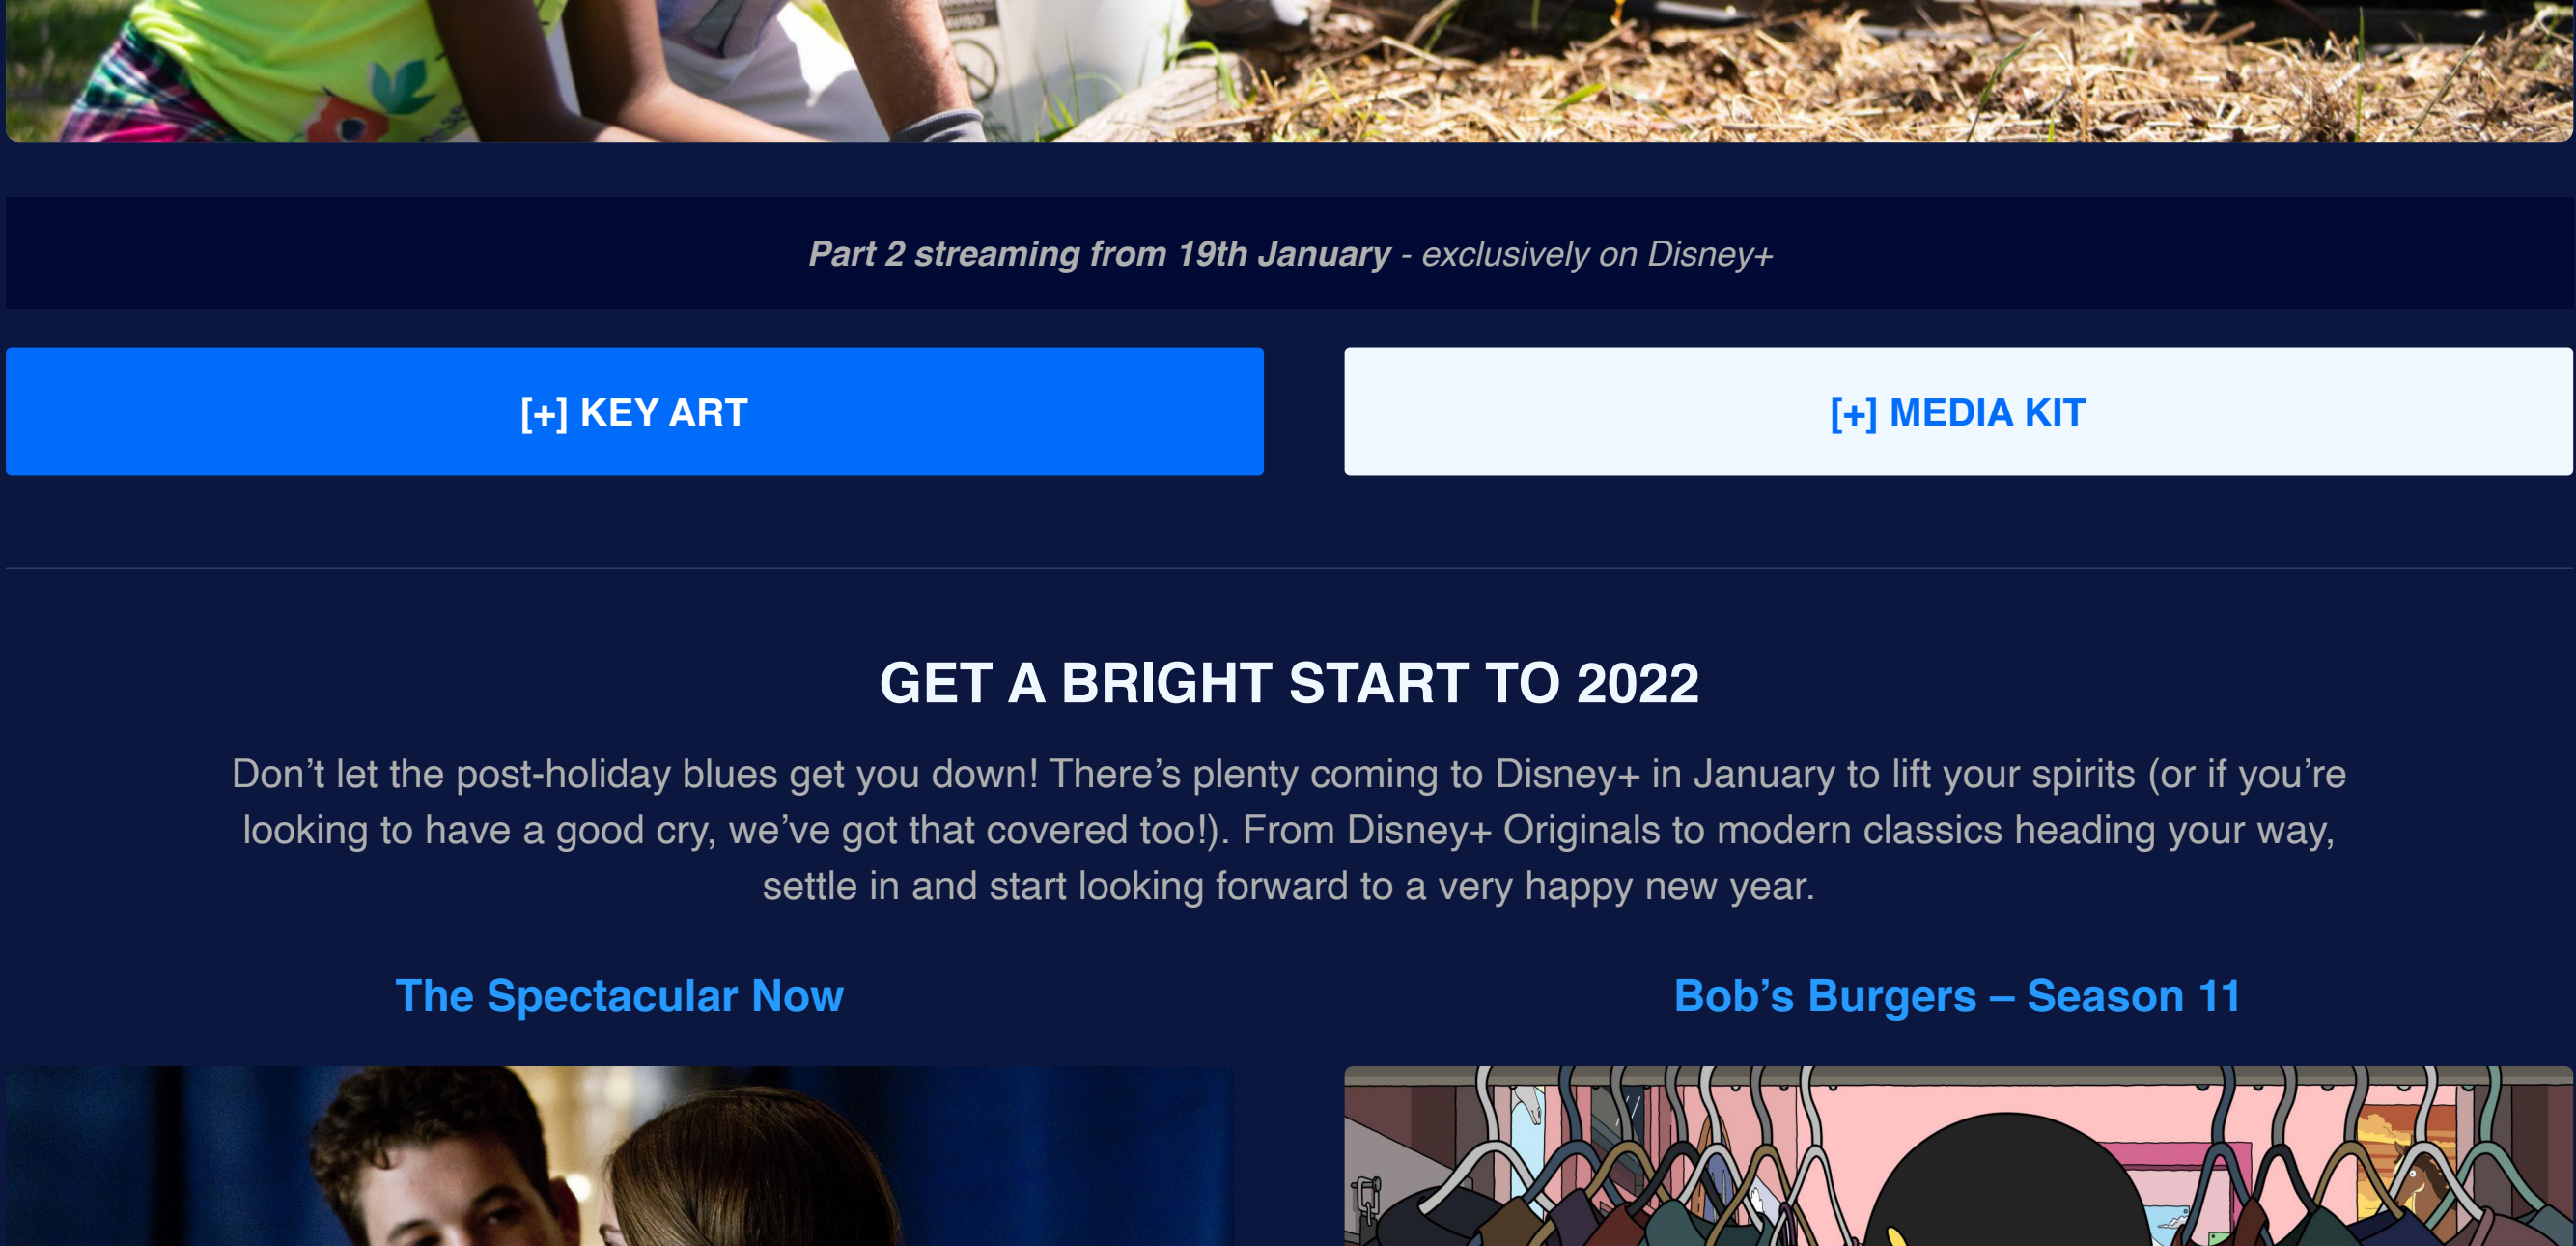 Part 2 streaming from 19th January - exclusively on Disney+
[+] KEY ART
[+] MEDIA KIT
GET A BRIGHT START TO 2022
Don’t let the post-holiday blues get you down! There’s plenty coming to Disney+ in January to lift your spirits (or if you’re
looking to have a good cry, we’ve got that covered too!). From Disney+ Originals to modern classics heading your way,
settle in and start looking forward to a very happy new year.
The Spectacular Now
Bob’s Burgers – Season 11